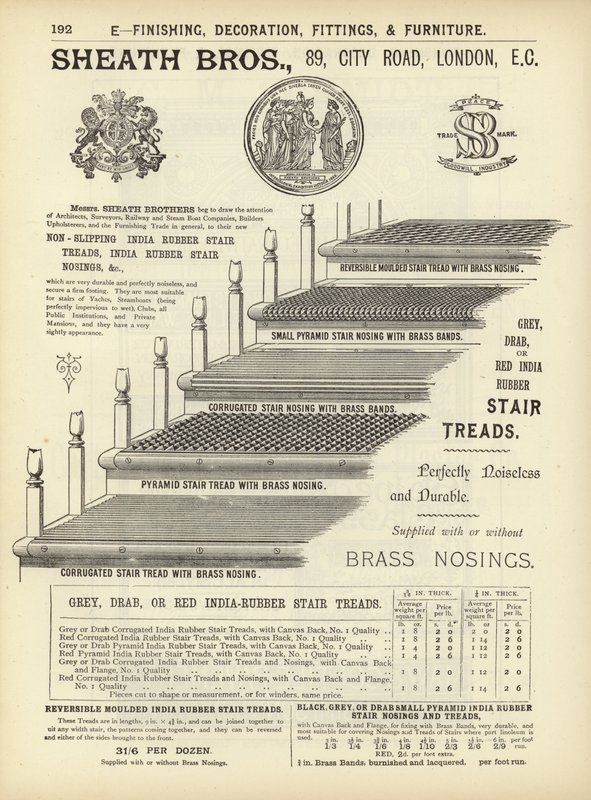 192 E—FINISHING, DECORATION, FITTINGS, & FURNITURE.
SHEATH BROS., 89, CITY ROAD, LONDON, E.C.
PEACE
TRADE SB MARK.
GOODWILL INDUSTRY
Messrs. SHEATH BROTHERS beg to draw the attention
of Architects, Surveyors, Railway and Steam Boat Companies, Builders
Upholsterers, and the Furnishing Trade in general, to their new
NON-SLIPPING INDIA RUBBER STAIR
TREADS, INDIA RUBBER STAIR
NOSINGS, &c.,
which are very durable and perfectly noiseless, and
secure a firm footing. They are most suitable
for stairs of Yachts, Steamboats (being
perfectly impervious to wet), Clubs, all
Public Institutions, and Private
Mansions, and they have a very
sightly appearance.
REVERSIBLE MOULDED STAIR TREAD WITH BRASS NOSING.
SMALL PYRAMID STAIR NOSING WITH BRASS BANDS.
CORRUGATED STAIR NOSING WITH BRASS BANDS.
PYRAMID STAIR TREAD WITH BRASS NOSING.
CORRUGATED STAIR TREAD WITH BRASS NOSING.
GREY,
DRAB,
OR
RED INDIA
RUBBER
STAIR
TREADS.
Perfectly Noiseless
and Durable.
Supplied with or without
BRASS NOSINGS.
GREY, DRAB, OR RED INDIA-RUBBER STAIR TREADS.
IN. THICK. ¼ IN. THICK.
Average weight per square ft. Price per lb. Average weight per square ft. Price per lb.
lb. oz. s. d. lb. oz. s. d.
Grey or Drab Corrugated India Rubber Stair Treads, with Canvas Back, No. 1 Quality .. 1 8 2 0 2 0 2 0
Red Corrugated India Rubber Stair Treads, with Canvas Back, No. 1 Quality .. .. 1 8 2 6 1 14 2 6
Grey or Drab Pyramid India Rubber Treads, with Canvas Back, No. 1 Quality .. .. 1 4 2 0 1 12 2 0
Red Pyramid India Rubber Treads, with Canvas Back, No. 1 Quality .. .. 1 4 2 6 1 12 2 6
Grey or Drab Corrugated India Rubber Stair Treads and Nosings, with Canvas Back
and Flange, No. 1 Quality .. .. 1 8 2 0 1 12 2 0
Red Corrugated India Rubber Stair Treads and Nosings, with Canvas Back and Flange,
No. 1 Quality .. .. 1 8 2 6 1 14 2 6
Pieces cut to shape or measurement, or for winders, same price.
REVERSIBLE MOULDED INDIA RUBBER STAIR TREADS.
These Treads are in lengths, 9 in. × 4¾ in., and can be joined together to
uit any width stair, the patterns coming together, and they can be reversed
and either of the sides brought to the front.
31/6 PER DOZEN.
Supplied with or without Brass Nosings.
BLACK, GREY, OR DRAB SMALL PYRAMID INDIA RUBBER
STAIR NOSINGS AND TREADS,
with Canvas Back and Flange, for fixing with Brass Bands, very durable, and
most suitable for covering Nosings and Treads of Stairs where part linoleum is
used. 3 in. 3¼ in. 3½ in. 4 in. 4½ in. 5 in. 6 in. per foot
1/3 1/4 1/6 1/8 1/10 2/3 2/6 2/9 run.
RED, 2d. per foot extra.
¾ in. Brass Bands, burnished and lacquered. per foot run.